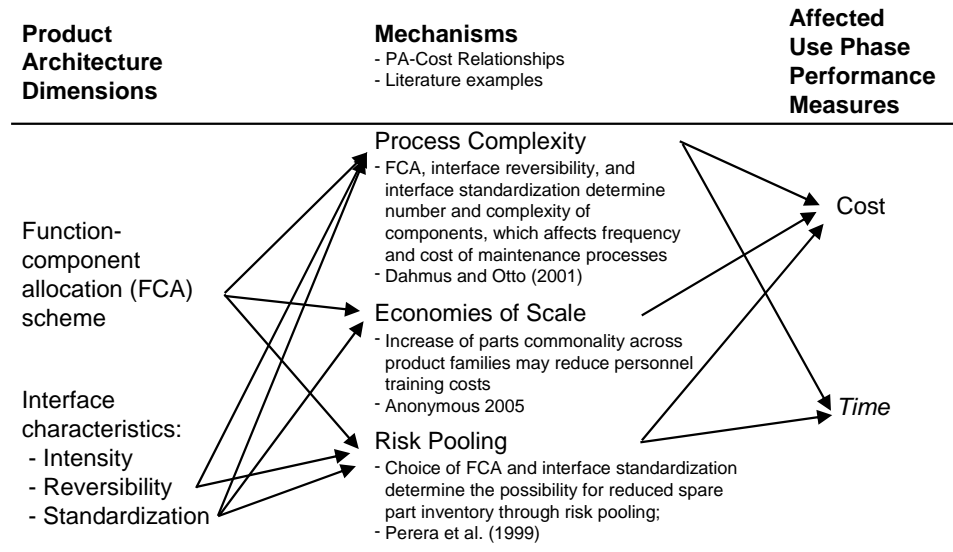 Product
Architecture
Dimensions
Mechanisms
- PA-Cost Relationships
- Literature examples
Affected
Use Phase
Performance
Measures
Function-
component
allocation (FCA)
scheme
Interface
characteristics:
- Intensity
- Reversibility
- Standardization
Process Complexity
- FCA, interface reversibility, and
interface standardization determine
number and complexity of
components, which affects frequency
and cost of maintenance processes
- Dahmus and Otto (2001)
Economies of Scale
- Increase of parts commonality across
product families may reduce personnel
training costs
- Anonymous 2005
Risk Pooling
- Choice of FCA and interface standardization
determine the possibility for reduced spare
part inventory through risk pooling;
- Perera et al. (1999)
Cost
Time